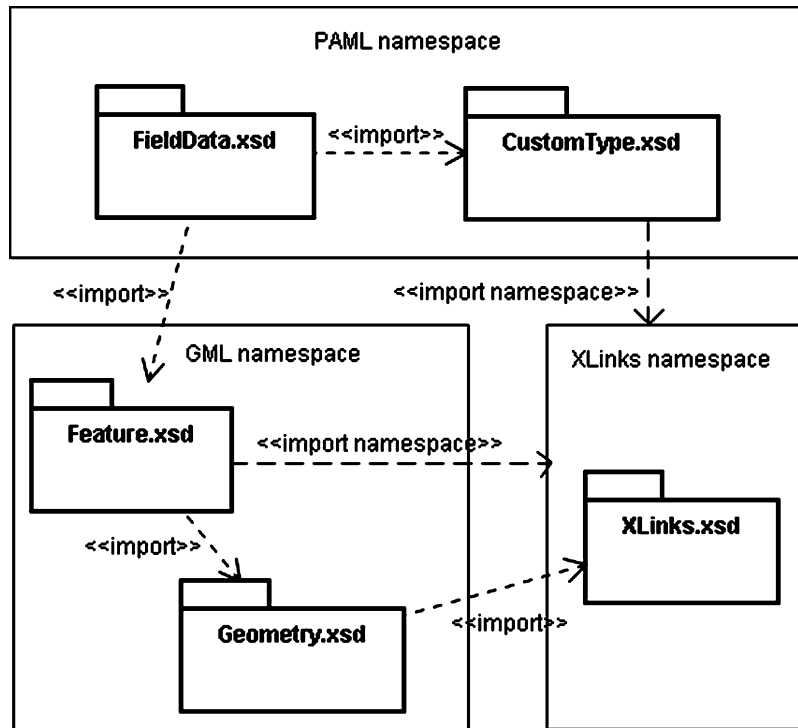 PAML namespace
FieldData.xsd
<<import>>
CustomType.xsd
<<import>>
<<import namespace>>
GML namespace
XLinks namespace
Feature.xsd
<<import namespace>>
XLinks.xsd
<<import>>
Geometry.xsd
<<import>>